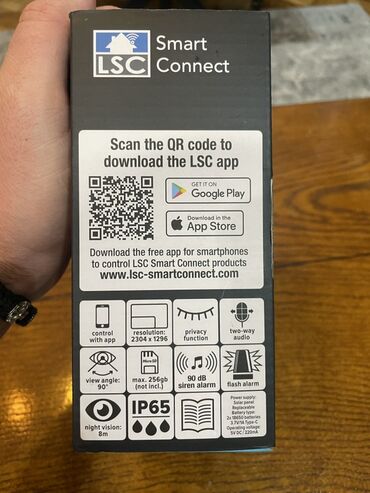 LSC
Smart
Connect
Scan the QR code to
download the LSC app
GET IT ON
Google Play
Download on the
App Store
Download the free app for smartphones
to control LSC Smart Connect products
www.lsc-smartconnect.com
control
with app
resolution:
2304 x 1296
privacy
function
two-way
audio
view angle:
90°
Micro SD
max. 256gb
(not incl.)
90 dB
siren alarm
flash alarm
night vision:
8m
IP65
Power supply:
Solar panel
Replaceable
Battery type:
2x 18650 batteries
3.7V/1A Type-C
Operating voltage:
5V DC / 220mA